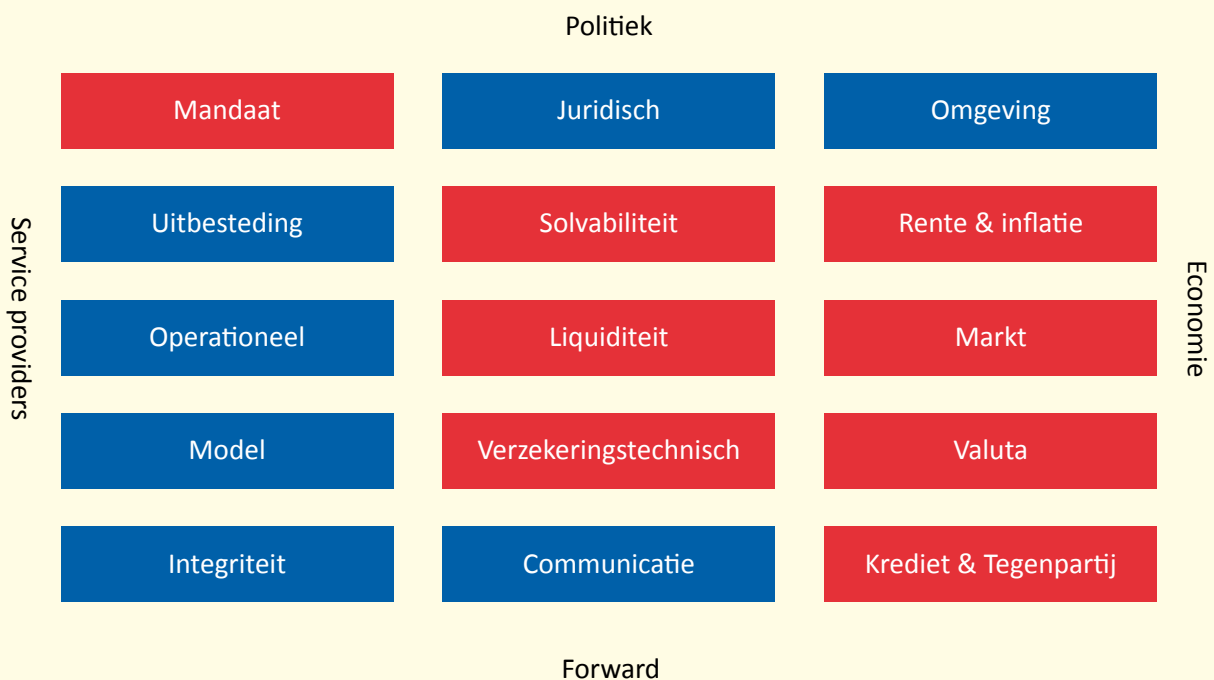 Politiek
Mandaat
Juridisch
Omgeving
Uitbesteding
Solvabiliteit
Rente & inflatie
Service providers
Economie
Operationeel
Liquiditeit
Markt
Model
Verzekeringstechnisch
Valuta
Integriteit
Communicatie
Krediet & Tegenpartij
Forward